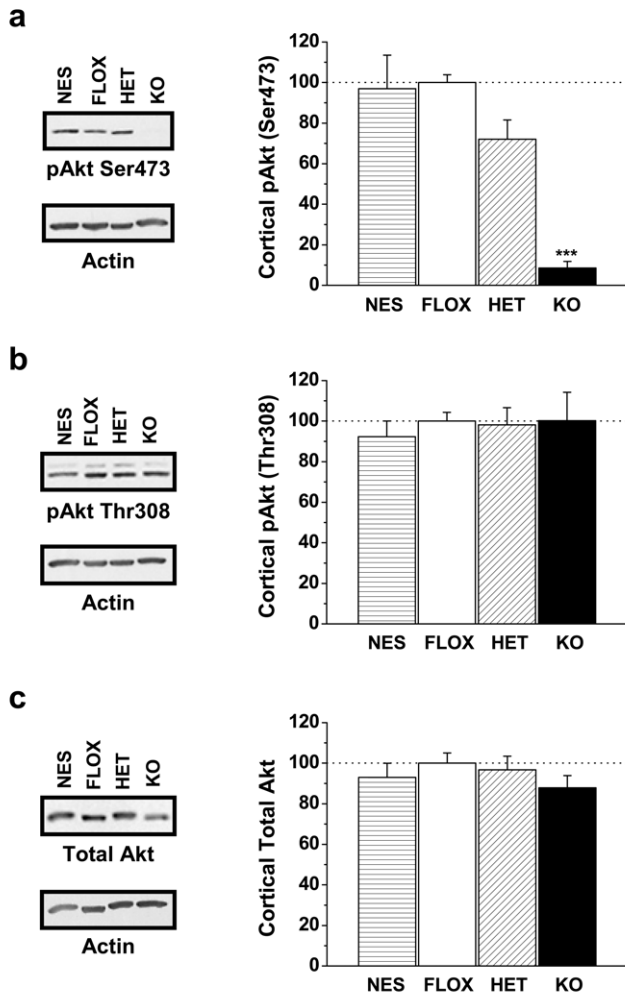 a
NES FLOX HET KO
pAkt Ser473
Actin
Cortical pAkt (Ser473)
120
100
80
60
40
20
0
***
NES FLOX HET KO
b
NES FLOX HET KO
pAkt Thr308
Actin
Cortical pAkt (Thr308)
120
100
80
60
40
20
0
NES FLOX HET KO
c
NES FLOX HET KO
Total Akt
Actin
Cortical Total Akt
120
100
80
60
40
20
0
NES FLOX HET KO